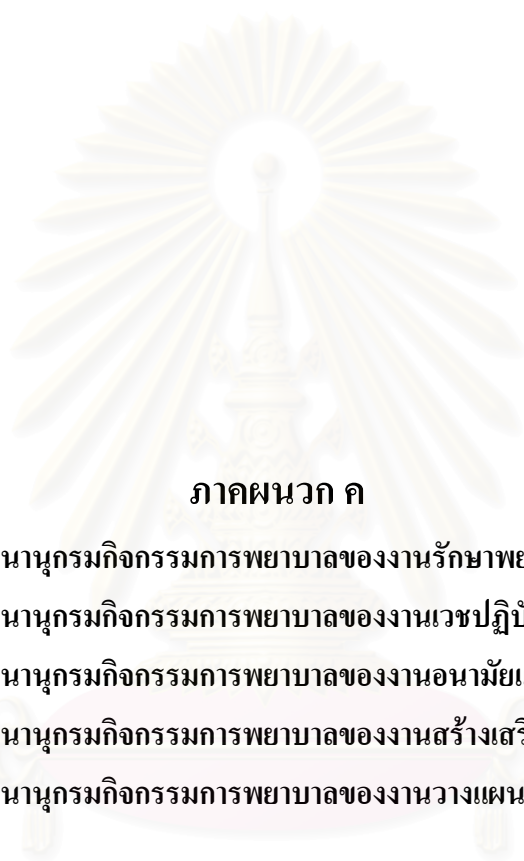 ภาคผนวก ค
นานุกรมกิจกรรมการพยาบาลของงานรักษาพย
นานุกรมกิจกรรมการพยาบาลของงานเวชปฏิบั
นานุกรมกิจกรรมการพยาบาลของงานอนามัยแ
นานุกรมกิจกรรมการพยาบาลของงานสร้างเสริ
นานุกรมกิจกรรมการพยาบาลของงานวางแผน